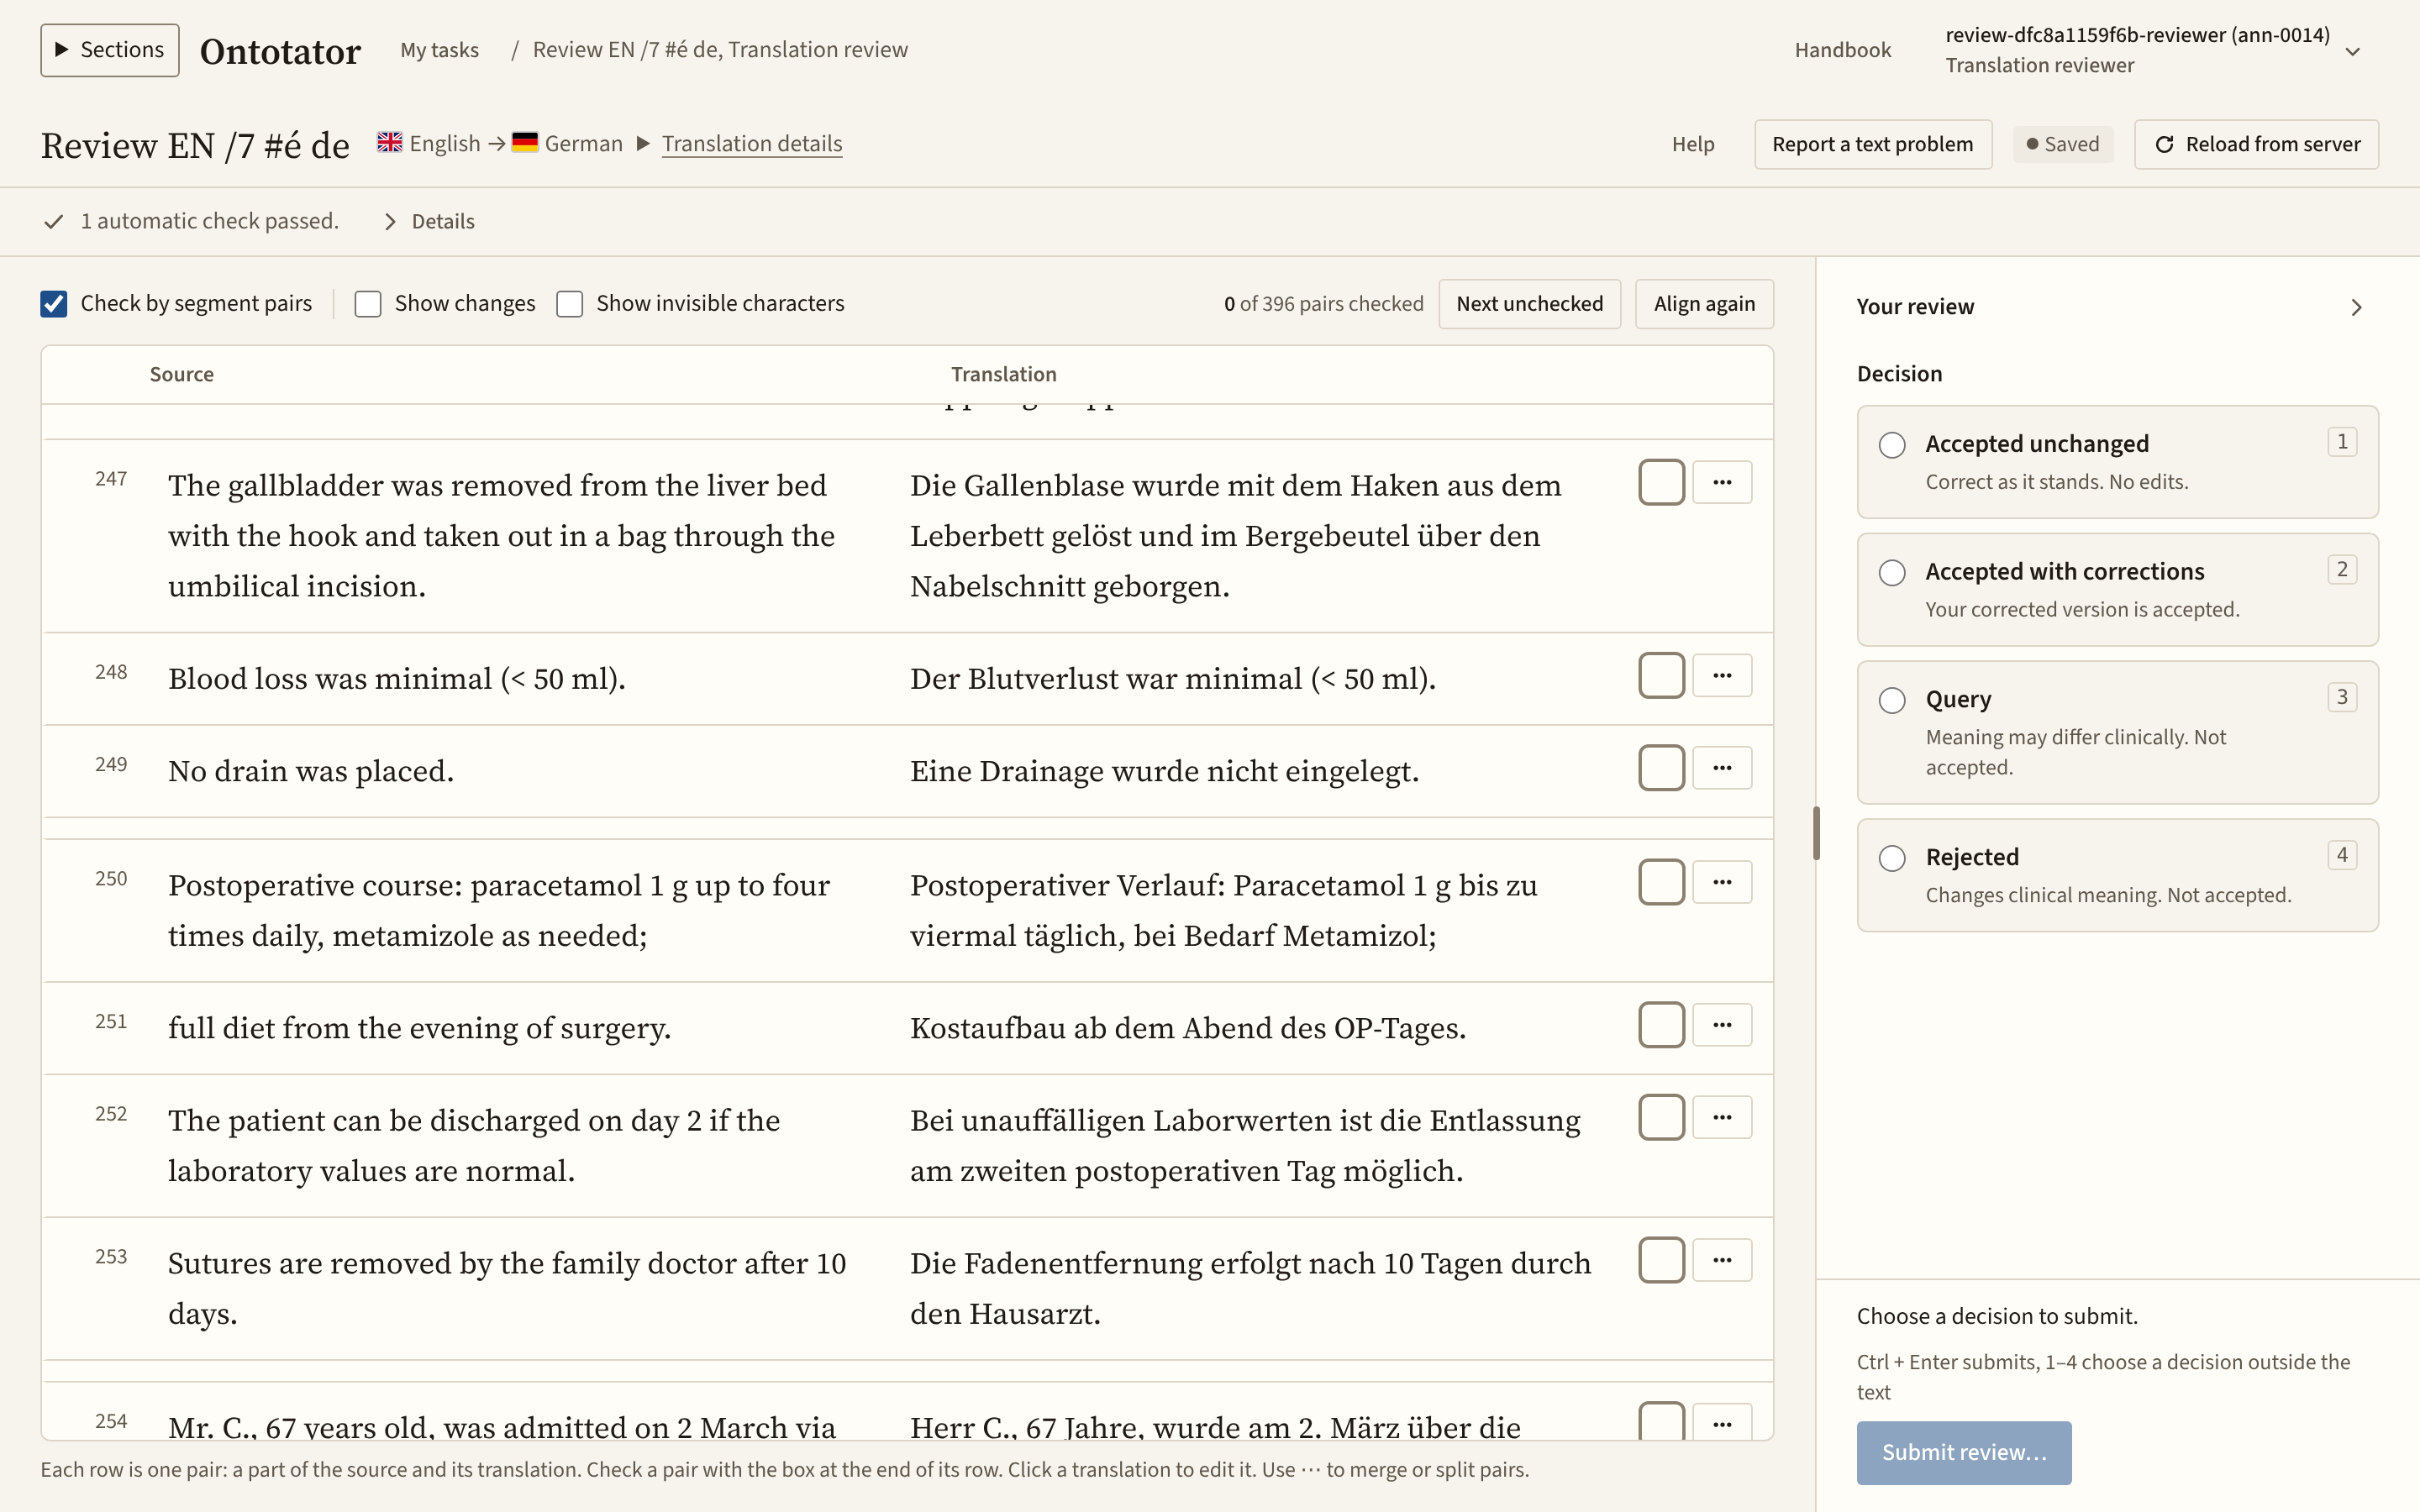 Sections
Ontotator
My tasks / Review EN /7 #é de, Translation review
Handbook
review-dfc8a1159f6b-reviewer (ann-0014)
Translation reviewer
Review EN /7 #é de
English → German
Translation details
Help
Report a text problem
Saved
Reload from server
1 automatic check passed.
Details
Check by segment pairs
Show changes
Show invisible characters
0 of 396 pairs checked
Next unchecked
Align again
Source
Translation
247
The gallbladder was removed from the liver bed
with the hook and taken out in a bag through the
umbilical incision.
Die Gallenblase wurde mit dem Haken aus dem
Leberbett gelöst und im Bergebeutel über den
Nabelschnitt geborgen.
248
Blood loss was minimal (< 50 ml).
Der Blutverlust war minimal (< 50 ml).
249
No drain was placed.
Eine Drainage wurde nicht eingelegt.
250
Postoperative course: paracetamol 1 g up to four
times daily, metamizole as needed;
Postoperativer Verlauf: Paracetamol 1 g bis zu
viermal täglich, bei Bedarf Metamizol;
251
full diet from the evening of surgery.
Kostaufbau ab dem Abend des OP-Tages.
252
The patient can be discharged on day 2 if the
laboratory values are normal.
Bei unauffälligen Laborwerten ist die Entlassung
am zweiten postoperativen Tag möglich.
253
Sutures are removed by the family doctor after 10
days.
Die Fadenentfernung erfolgt nach 10 Tagen durch
den Hausarzt.
254
Mr. C., 67 years old, was admitted on 2 March via
Herr C., 67 Jahre, wurde am 2. März über die
Each row is one pair: a part of the source and its translation. Check a pair with the box at the end of its row. Click a translation to edit it. Use ··· to merge or split pairs.
Your review
Decision
Accepted unchanged
1
Correct as it stands. No edits.
Accepted with corrections
2
Your corrected version is accepted.
Query
3
Meaning may differ clinically. Not
accepted.
Rejected
4
Changes clinical meaning. Not accepted.
Choose a decision to submit.
Ctrl + Enter submits, 1–4 choose a decision outside the
text
Submit review…